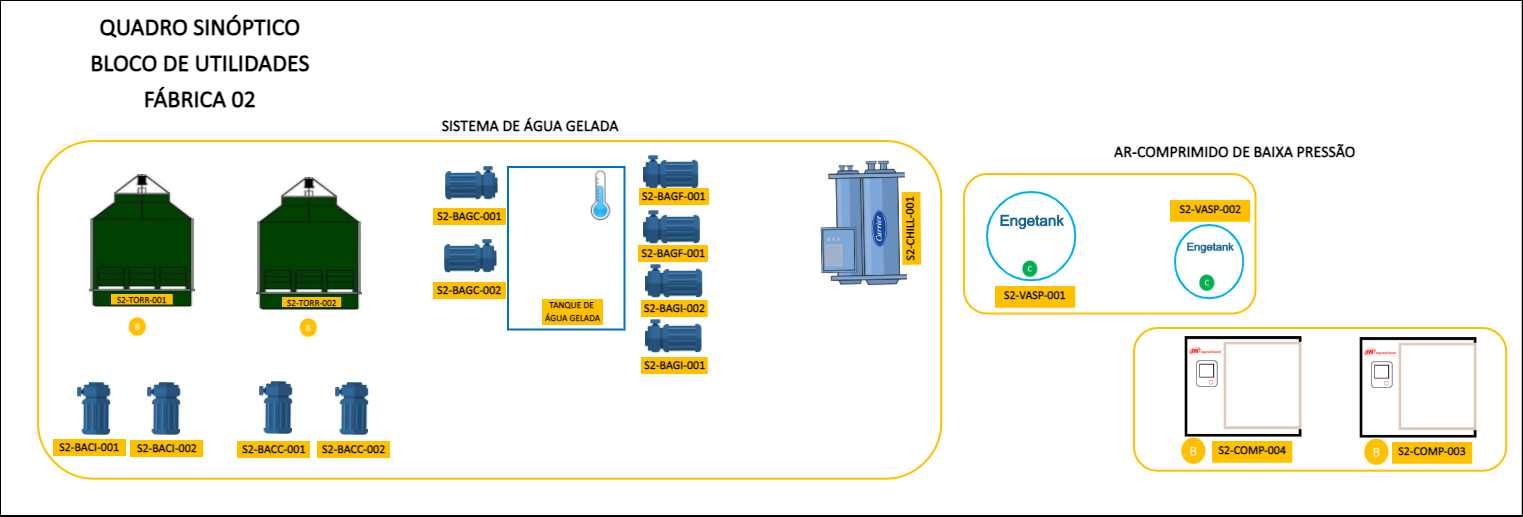 QUADRO SINÓPTICO
BLOCO DE UTILIDADES
FÁBRICA 02
SISTEMA DE ÁGUA GELADA
S2-TORR-001
B
S2-TORR-002
B
S2-BACI-001
S2-BACI-002
S2-BACC-001
S2-BACC-002
S2-BAGC-001
S2-BAGC-002
TANQUE DE
ÁGUA GELADA
S2-BAGF-001
S2-BAGF-001
S2-BAGI-002
S2-BAGI-001
Carrier
S2-CHILL-001
AR-COMPRIMIDO DE BAIXA PRESSÃO
Engetank
C
S2-VASP-001
S2-VASP-002
Engetank
C
B
S2-COMP-004
B
S2-COMP-003